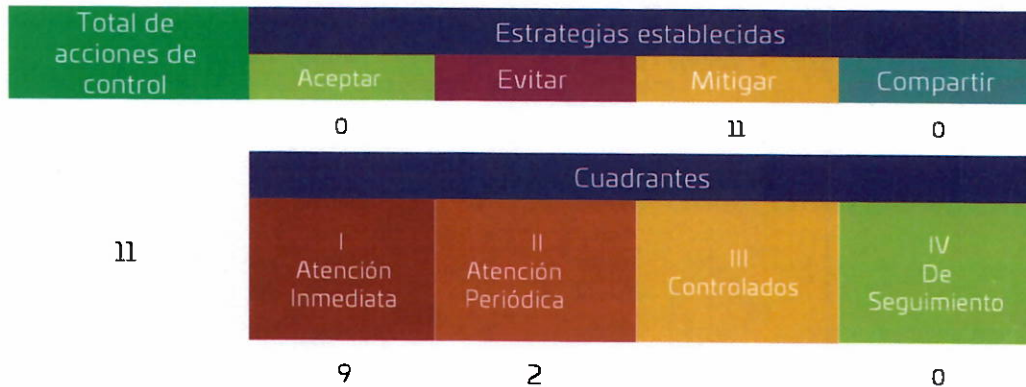 Total de
acciones de
control
Estrategias establecidas
Aceptar Evitar Mitigar Compartir
0 11 0
Cuadrantes
11
I
Atención
Inmediata
II
Atención
Periódica
III
Controlados
IV
De
Seguimiento
9 2 0